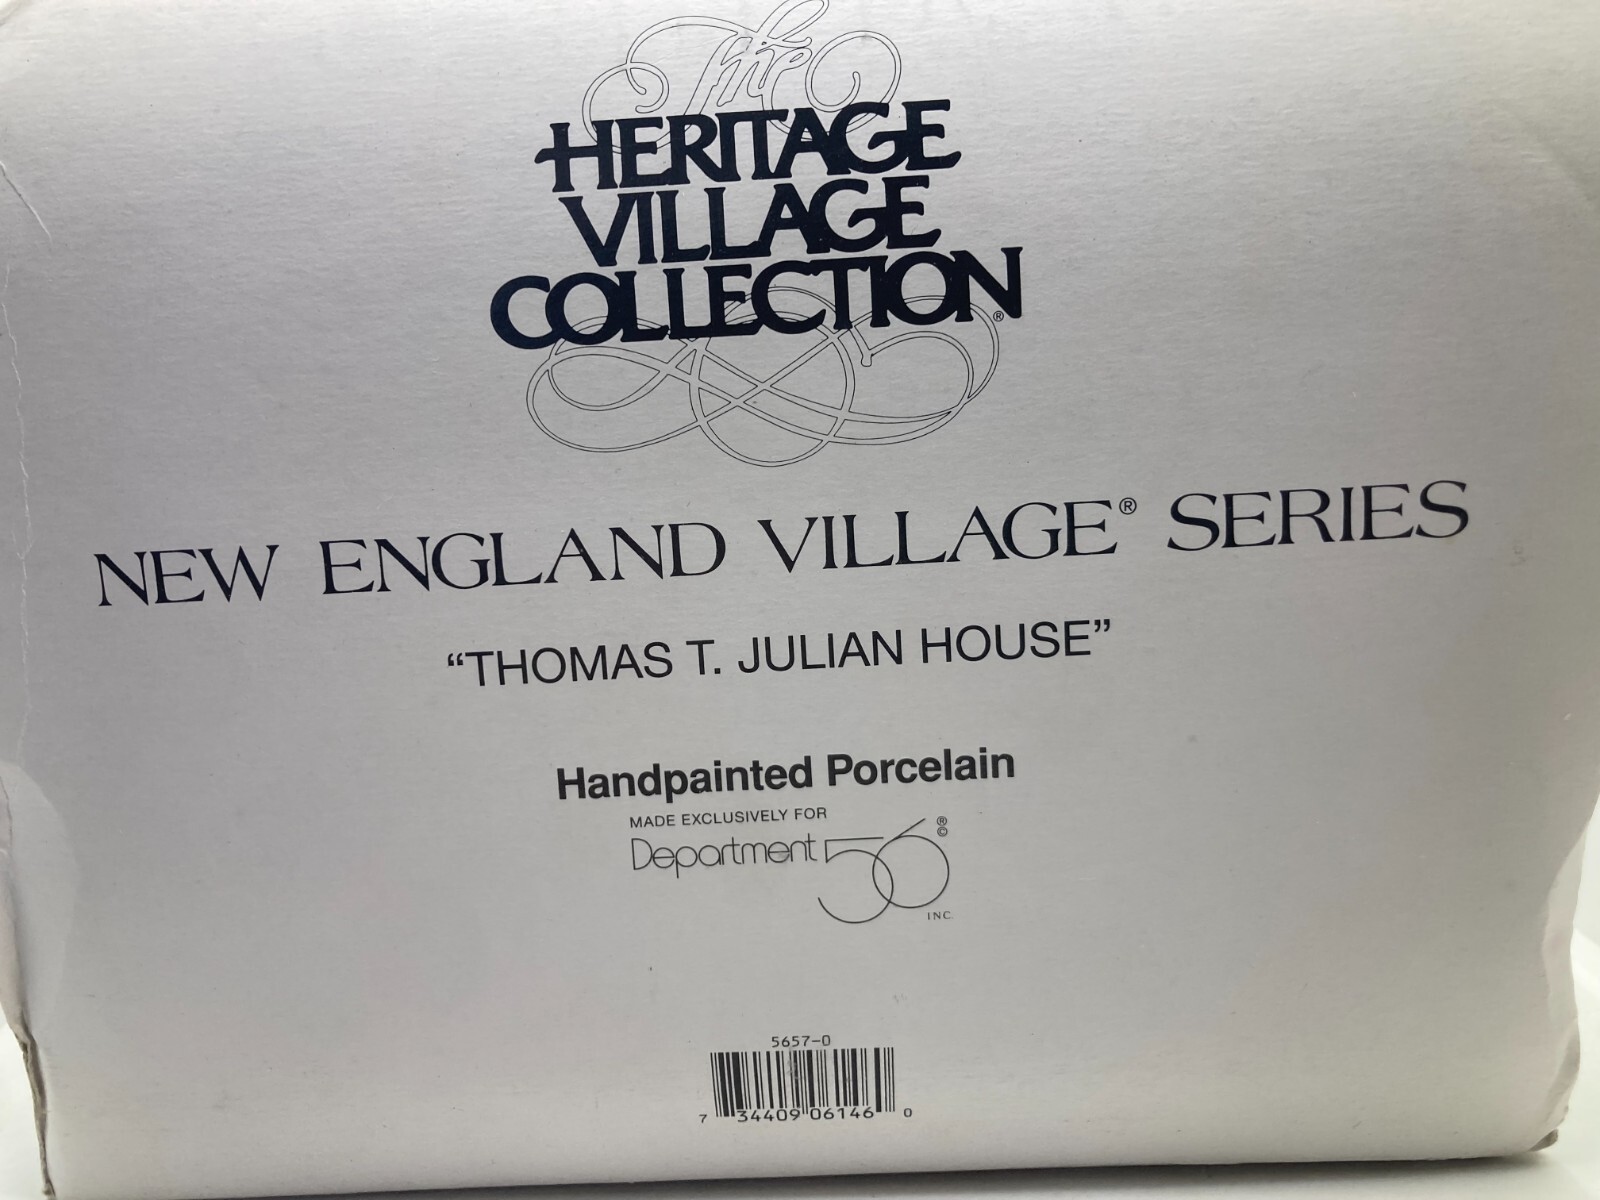 The
HERITAGE
VILLAGE
COLLECTION®
NEW ENGLAND VILLAGE® SERIES
“THOMAS T. JULIAN HOUSE”
Handpainted Porcelain
MADE EXCLUSIVELY FOR
Department 56 ® ©
INC.
5657-0
7 34409 06146 0